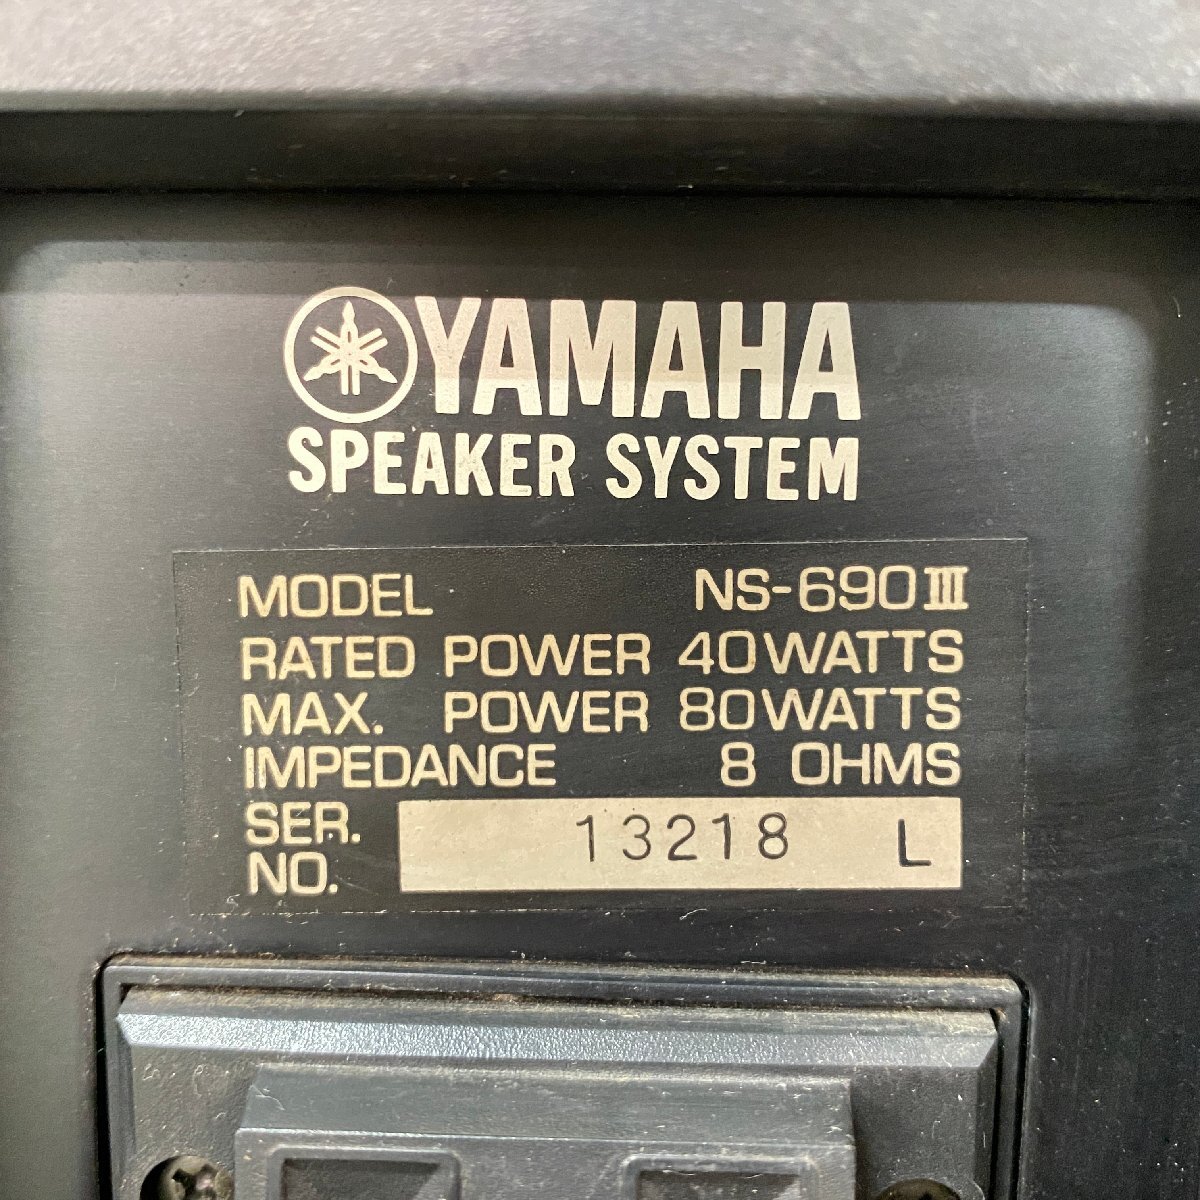 YAMAHA
SPEAKER SYSTEM
MODEL NS-690III
RATED POWER 40WATTS
MAX. POWER 80WATTS
IMPEDANCE 8 OHMS
SER. NO. 13218 L